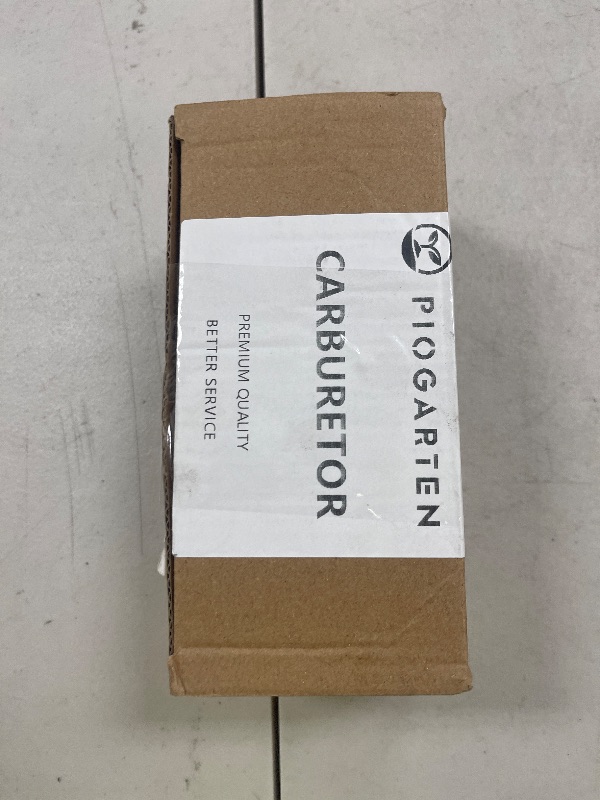 PIOGARTEN
CARBURETOR
PREMIUM QUALITY
BETTER SERVICE